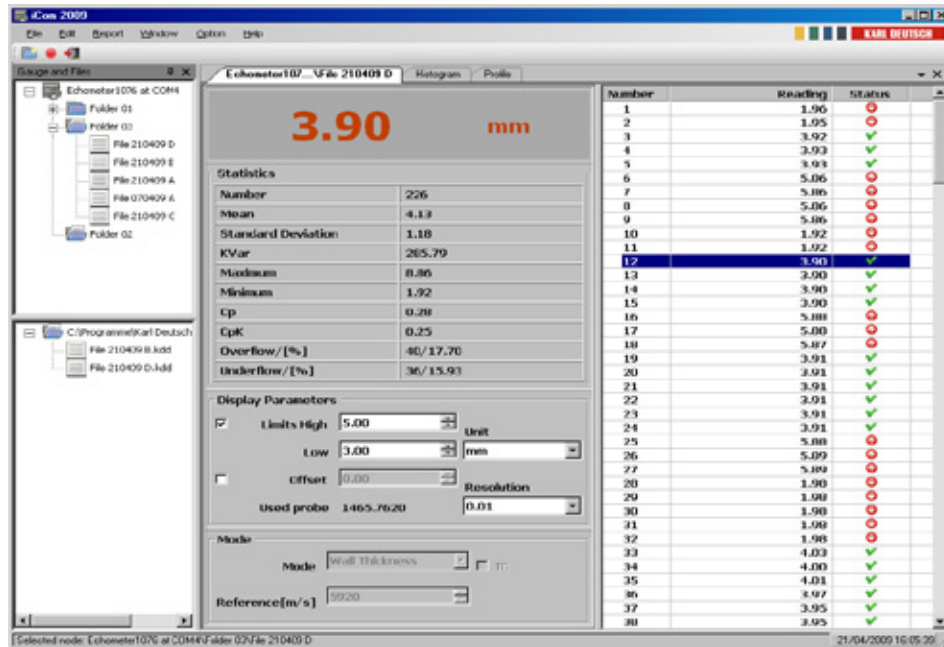 iCom 2009
File Edit Report Window Option Help
KARL DEUTSCH
Gauge and Files
Echometer1076 at COM4
Folder 01
Folder 03
File 210409 D
File 210409 E
File 210409 A
File 070409 A
File 210409 C
Folder 02
C:\Programme\Karl Deutsch
File 210409 B.kdd
File 210409 D.kdd
Echometer107...\File 210409 D Histogram Profile
3.90 mm
Statistics
Number 226
Mean 4.13
Standard Deviation 1.18
KVar 285.79
Maximum 8.86
Minimum 1.92
Cp 0.28
CpK 0.25
Overflow/[%] 40/17.70
Underflow/[%] 36/15.93
Display Parameters
Limits High 5.00
Unit
Low 3.00 mm
Offset 0.00
Resolution
Used probe 1465.7620 0.01
Mode
Mode Wall Thickness
Reference[m/s] 5920
Number Reading Status
1 1.96
2 1.95
3 3.92
4 3.93
5 3.93
6 5.06
7 5.86
8 5.86
9 5.86
10 1.92
11 1.92
12 3.90
13 3.90
14 3.90
15 3.90
16 5.88
17 5.88
18 5.87
19 3.91
20 3.91
21 3.91
22 3.91
23 3.91
24 3.91
25 5.88
26 5.89
27 5.89
28 1.98
29 1.98
30 1.98
31 1.98
32 1.98
33 4.03
34 4.00
35 4.01
36 3.97
37 3.95
38 3.95
Selected node: Echometer1076 at COM4\Folder 03\File 210409 D
21/04/2009 16:05:39